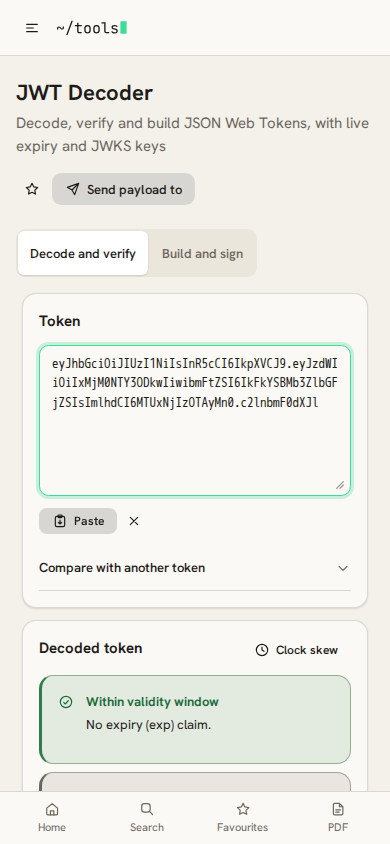 ~/tools
JWT Decoder
Decode, verify and build JSON Web Tokens, with live
expiry and JWKS keys
Send payload to
Decode and verify
Build and sign
Token
eyJhbGciOiJIUzI1NiIsInR5cCI6IkpXVCJ9.eyJzdWI
iOiIxMjM0NTY3ODkwIiwibmFtZSI6IkFkYSBMb3ZlbGF
jZSIsImlhdCI6MTUxNjIzOTAyMn0.c2lnbmF0dXJl
Paste
Compare with another token
Decoded token
Clock skew
Within validity window
No expiry (exp) claim.
Home
Search
Favourites
PDF